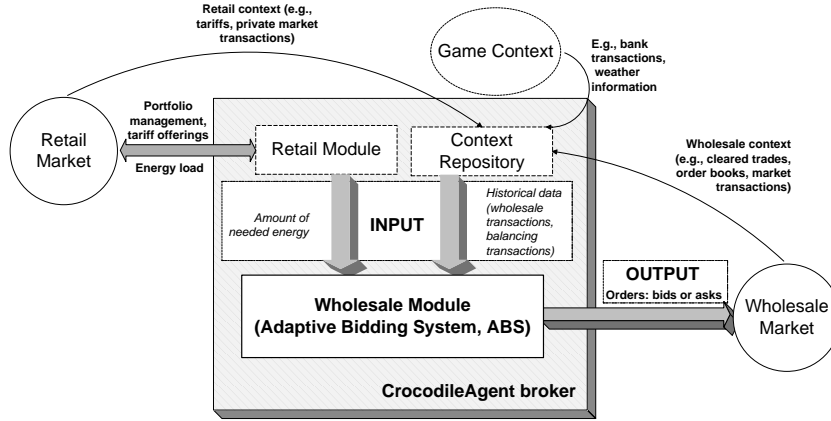 Retail context (e.g.,
tariffs, private market
transactions)
Game Context
E.g., bank
transactions,
weather
information
Retail
Market
Portfolio
management,
tariff offerings
Energy load
Retail Module
Context
Repository
Wholesale context
(e.g., cleared trades,
order books, market
transactions)
Amount of
needed energy
INPUT
Historical data
(wholesale
transactions,
balancing
transactions)
Wholesale Module
(Adaptive Bidding System, ABS)
OUTPUT
Orders: bids or asks
Wholesale
Market
CrocodileAgent broker